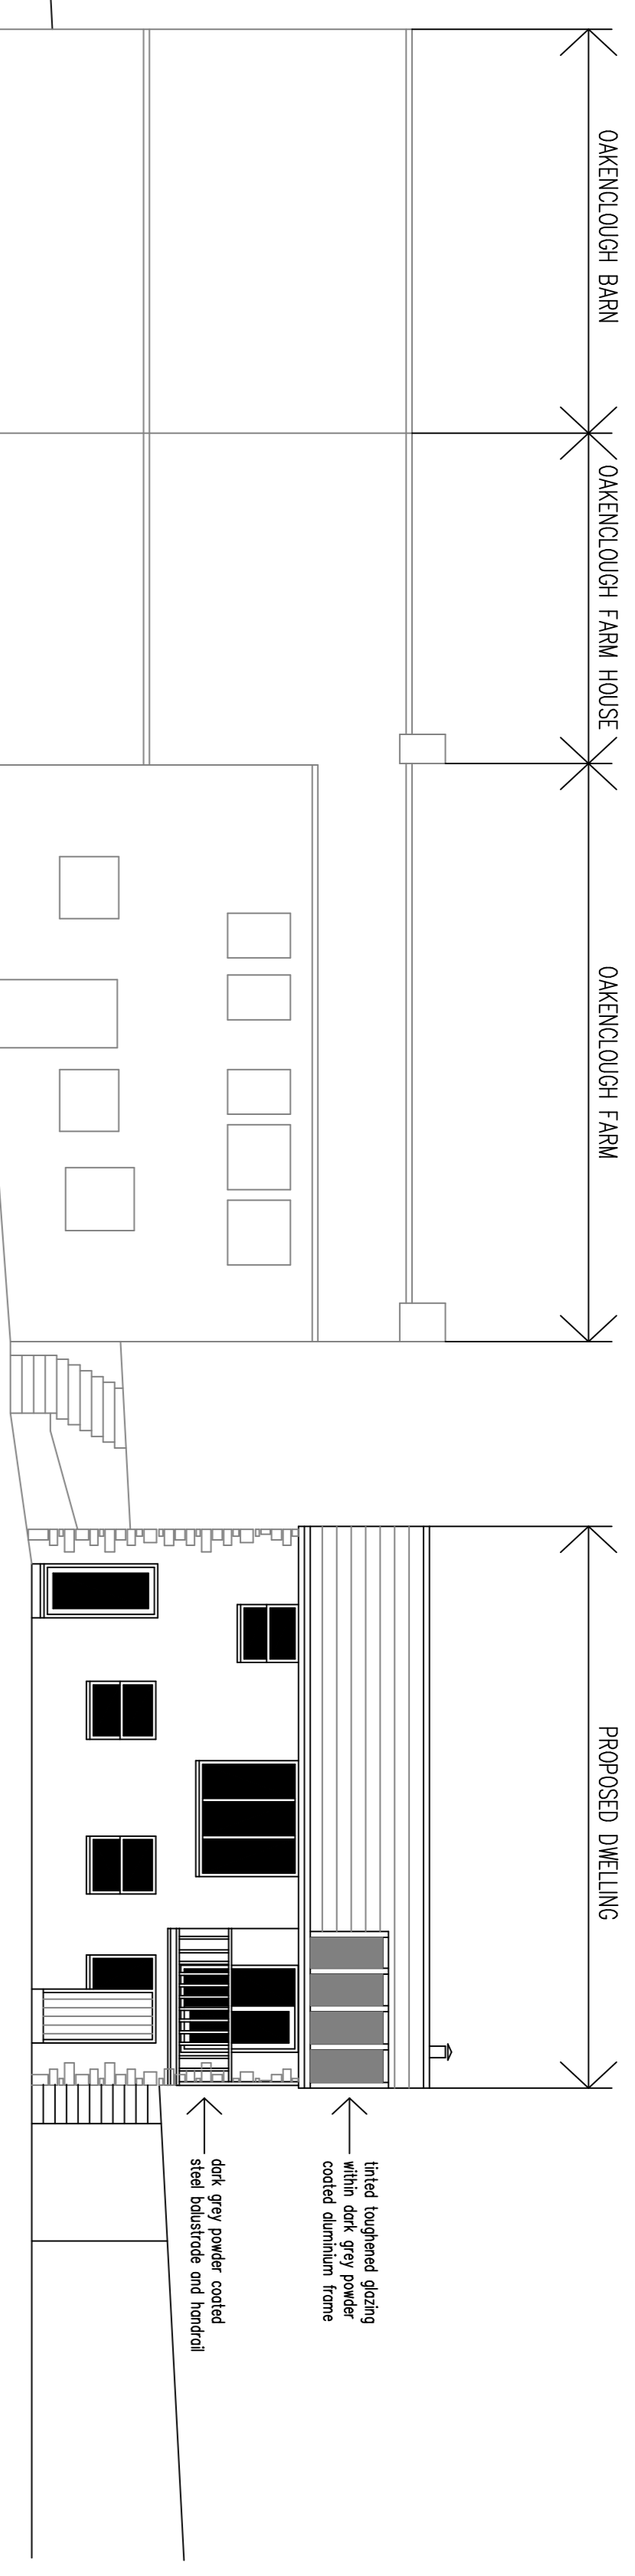 OAKENCLOUGH BARN
OAKENCLOUGH FARM HOUSE
OAKENCLOUGH FARM
PROPOSED DWELLING
tinted toughened glazing
within dark grey powder
coated aluminium frame
dark grey powder coated
steel balustrade and handrail